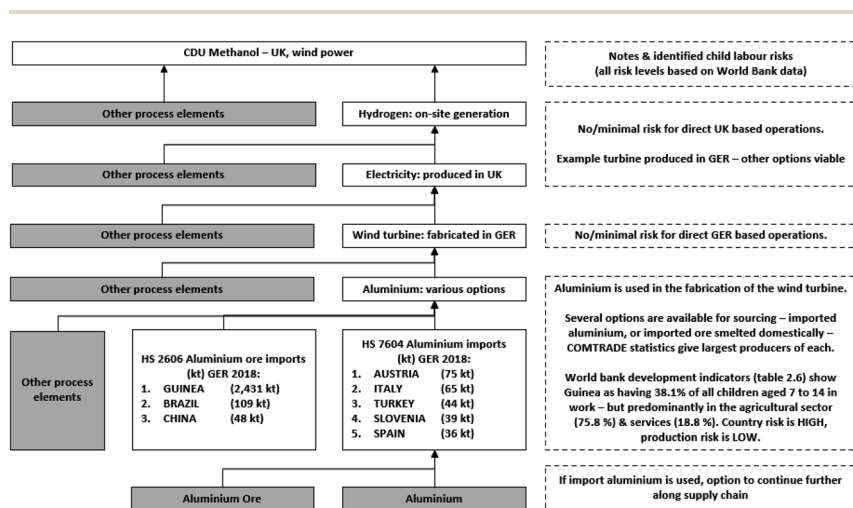 CDU Methanol – UK, wind power
Notes & identified child labour risks
(all risk levels based on World Bank data)
Other process elements
Hydrogen: on-site generation
No/minimal risk for direct UK based operations.
Example turbine produced in GER – other options viable
Other process elements
Electricity: produced in UK
Other process elements
Wind turbine: fabricated in GER
No/minimal risk for direct GER based operations.
Other process elements
Aluminium: various options
Aluminium is used in the fabrication of the wind turbine.
Several options are available for sourcing – imported
aluminium, or imported ore smelted domestically –
COMTRADE statistics give largest producers of each.
World bank development indicators (table 2.6) show
Guinea as having 38.1% of all children aged 7 to 14 in
work – but predominantly in the agricultural sector
(75.8 %) & services (18.8 %). Country risk is HIGH,
production risk is LOW.
Other process
elements
HS 2606 Aluminium ore imports
(kt) GER 2018:
1. GUINEA (2,431 kt)
2. BRAZIL (109 kt)
3. CHINA (48 kt)
HS 7604 Aluminium imports
(kt) GER 2018:
1. AUSTRIA (75 kt)
2. ITALY (65 kt)
3. TURKEY (44 kt)
4. SLOVENIA (39 kt)
5. SPAIN (36 kt)
Aluminium Ore
Aluminium
If import aluminium is used, option to continue further
along supply chain